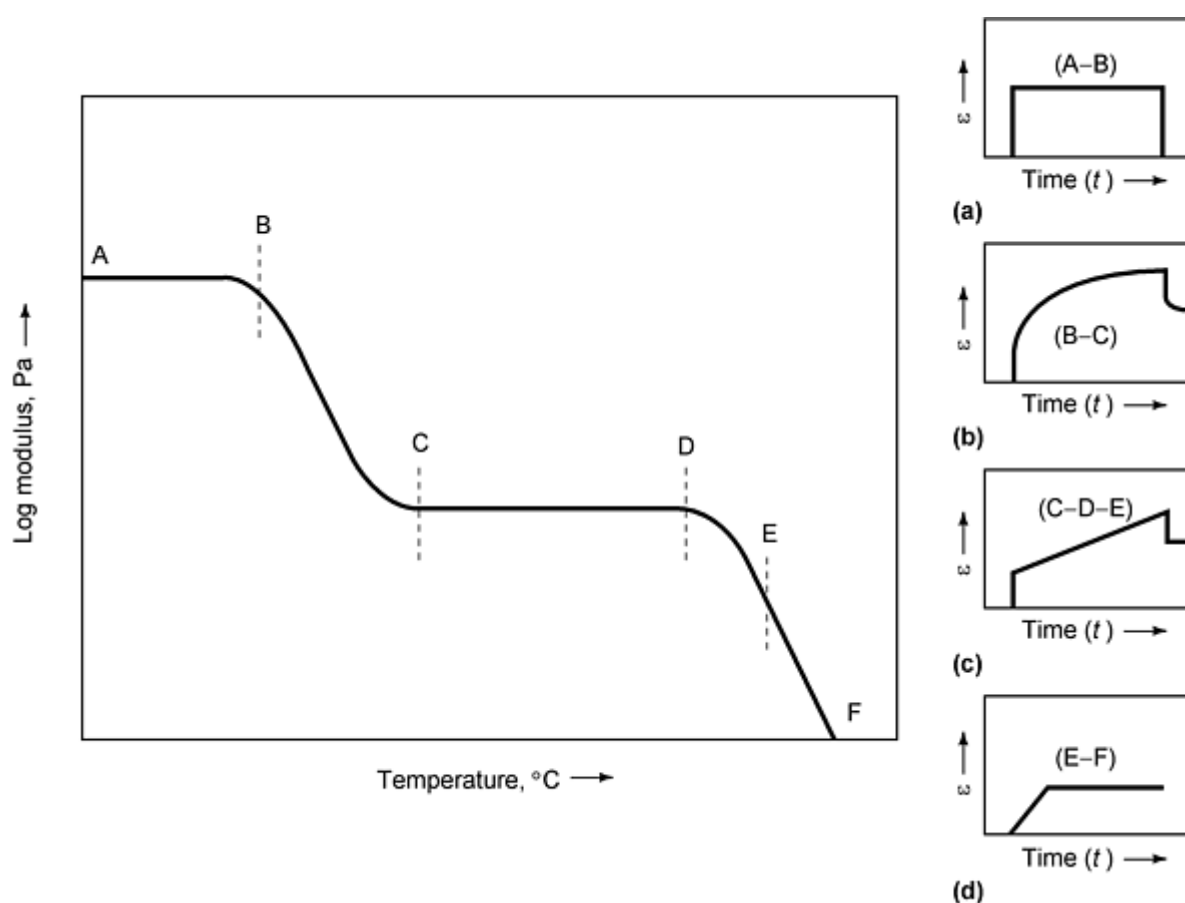 A
B
C
D
E
F
Log modulus, Pa
Temperature, °C
(A–B)
ε
Time (t)
(a)
(B–C)
ε
Time (t)
(b)
(C–D–E)
ε
Time (t)
(c)
(E–F)
ε
Time (t)
(d)